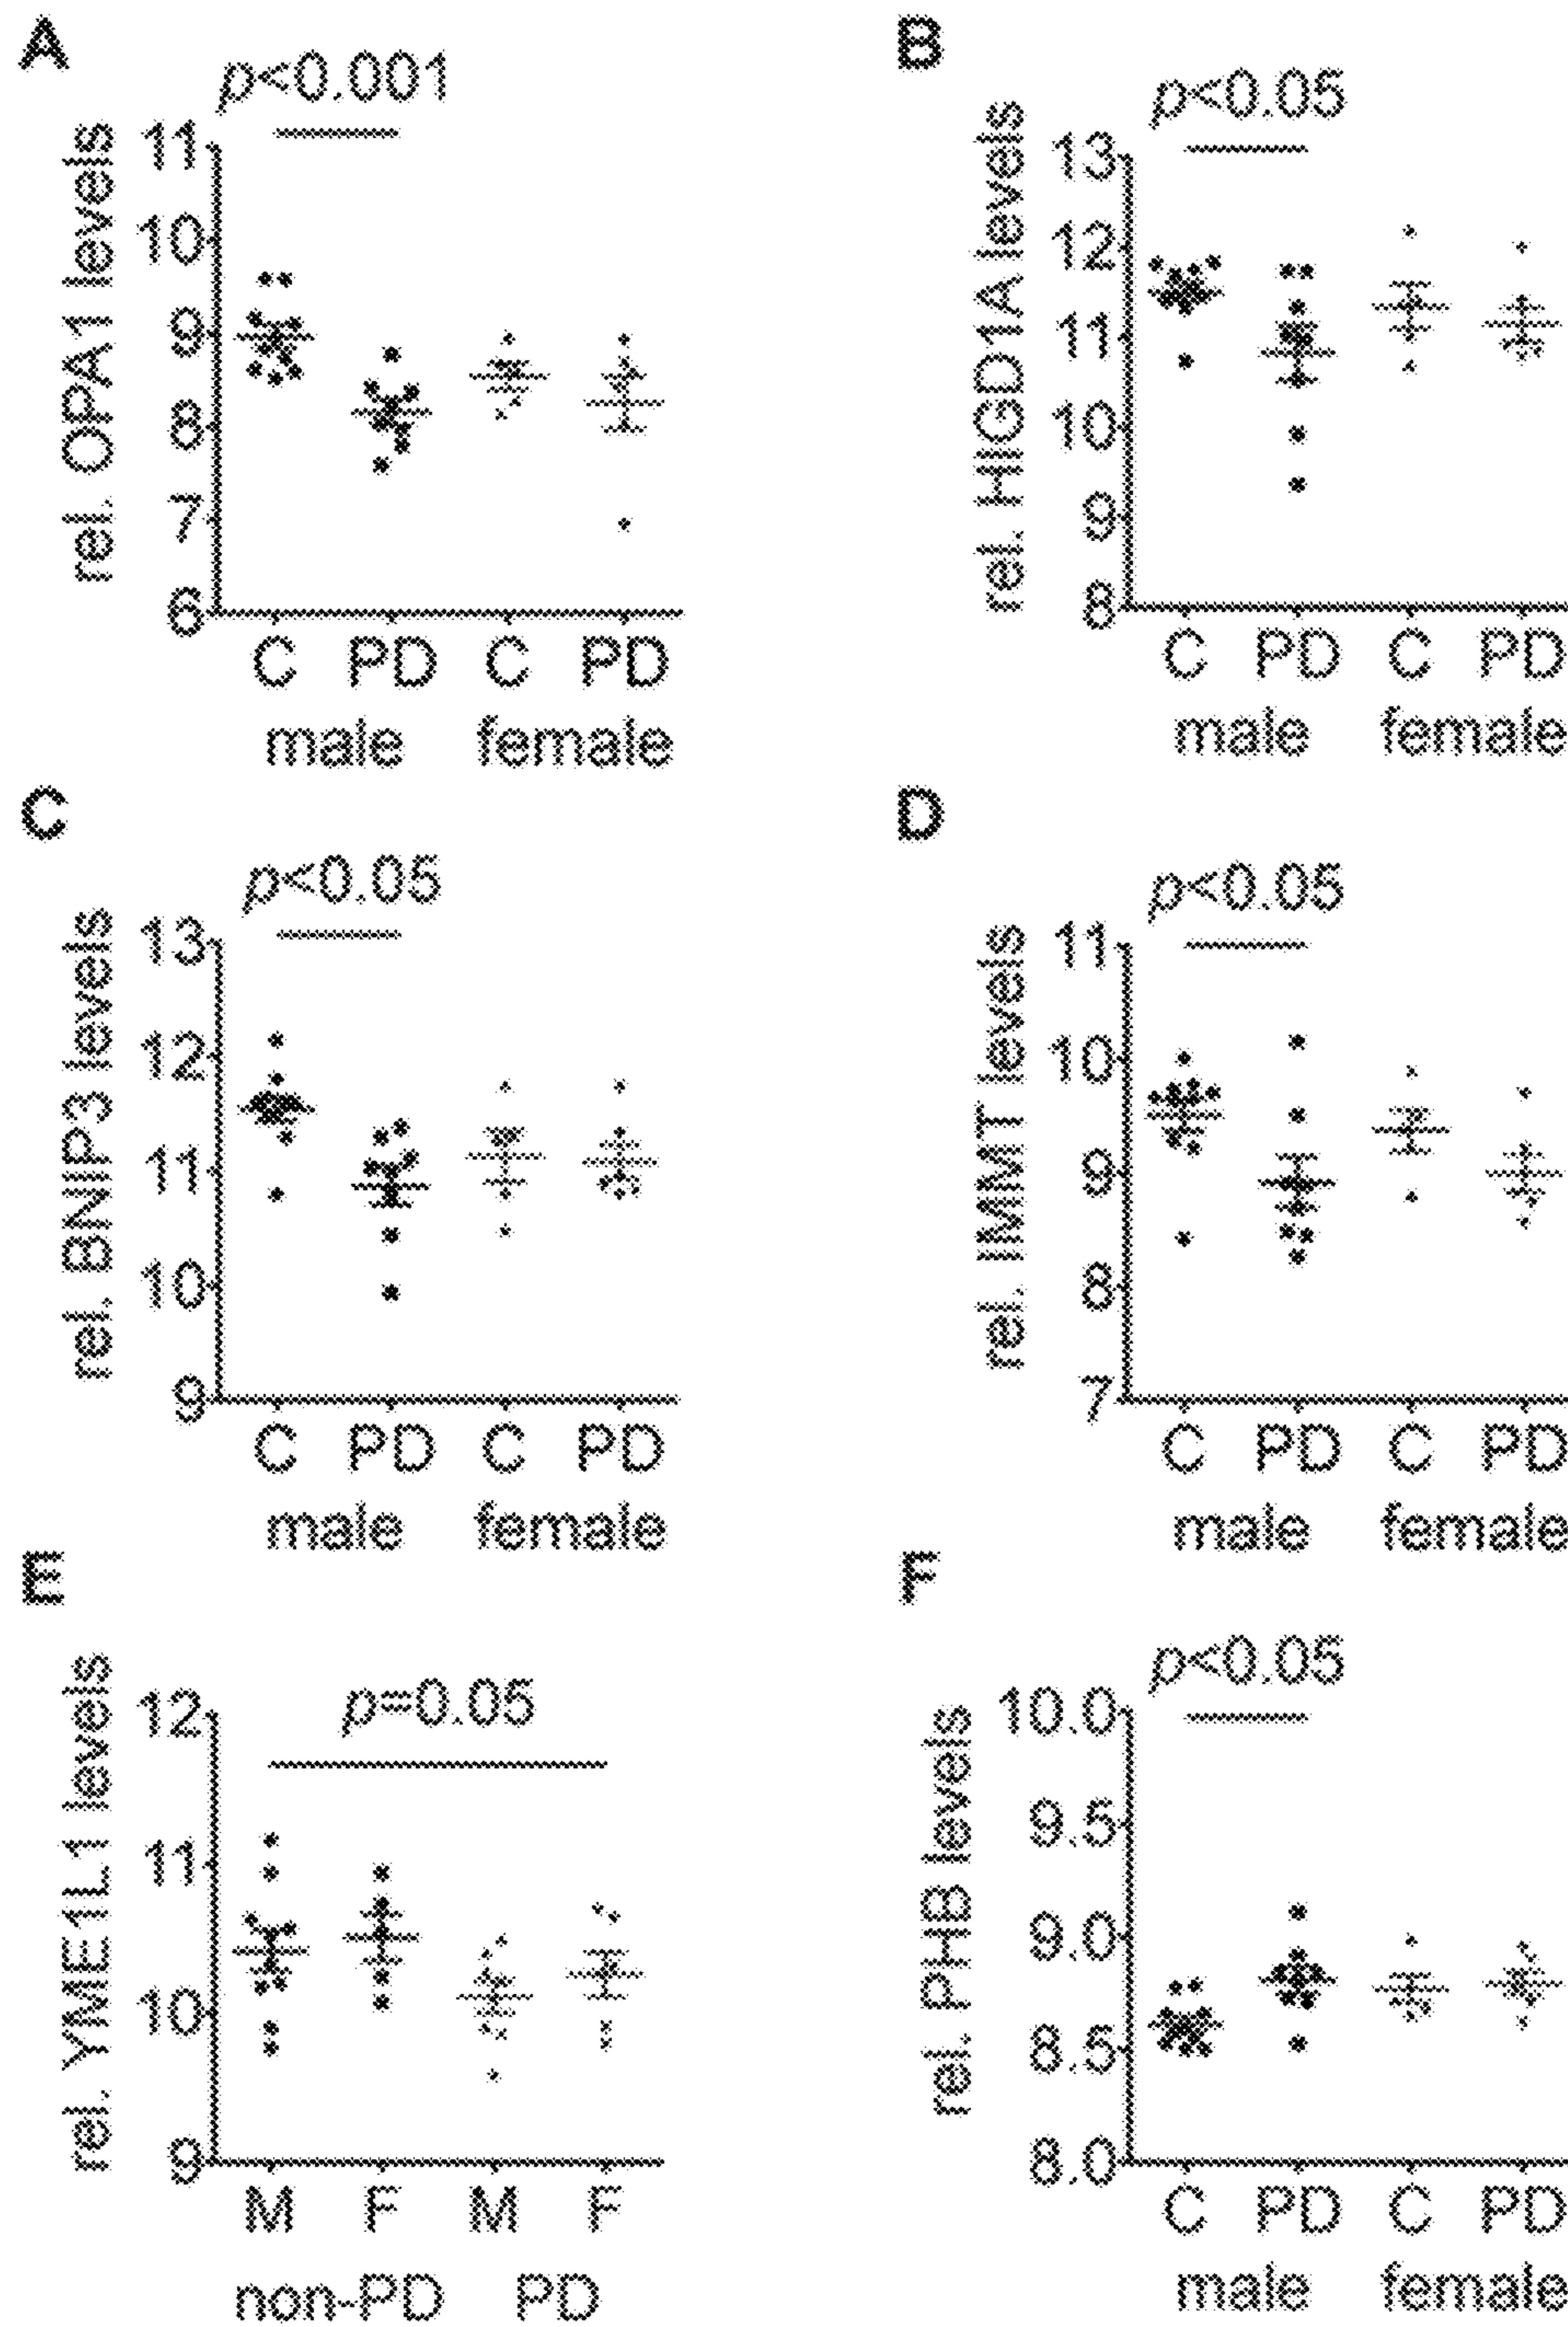 A
p<0.001
rel. OPA1 levels
11
10
9
8
7
6
C PD C PD
male female
B
p<0.05
rel. HIGD1A levels
13
12
11
10
9
8
C PD C PD
male female
C
p<0.05
rel. BNIP3 levels
13
12
11
10
9
C PD C PD
male female
D
p<0.05
rel. IMMT levels
11
10
9
8
7
C PD C PD
male female
E
p=0.05
rel. YME1L1 levels
12
11
10
9
M F M F
non-PD PD
F
p<0.05
rel. PHB levels
10.0
9.5
9.0
8.5
8.0
C PD C PD
male female